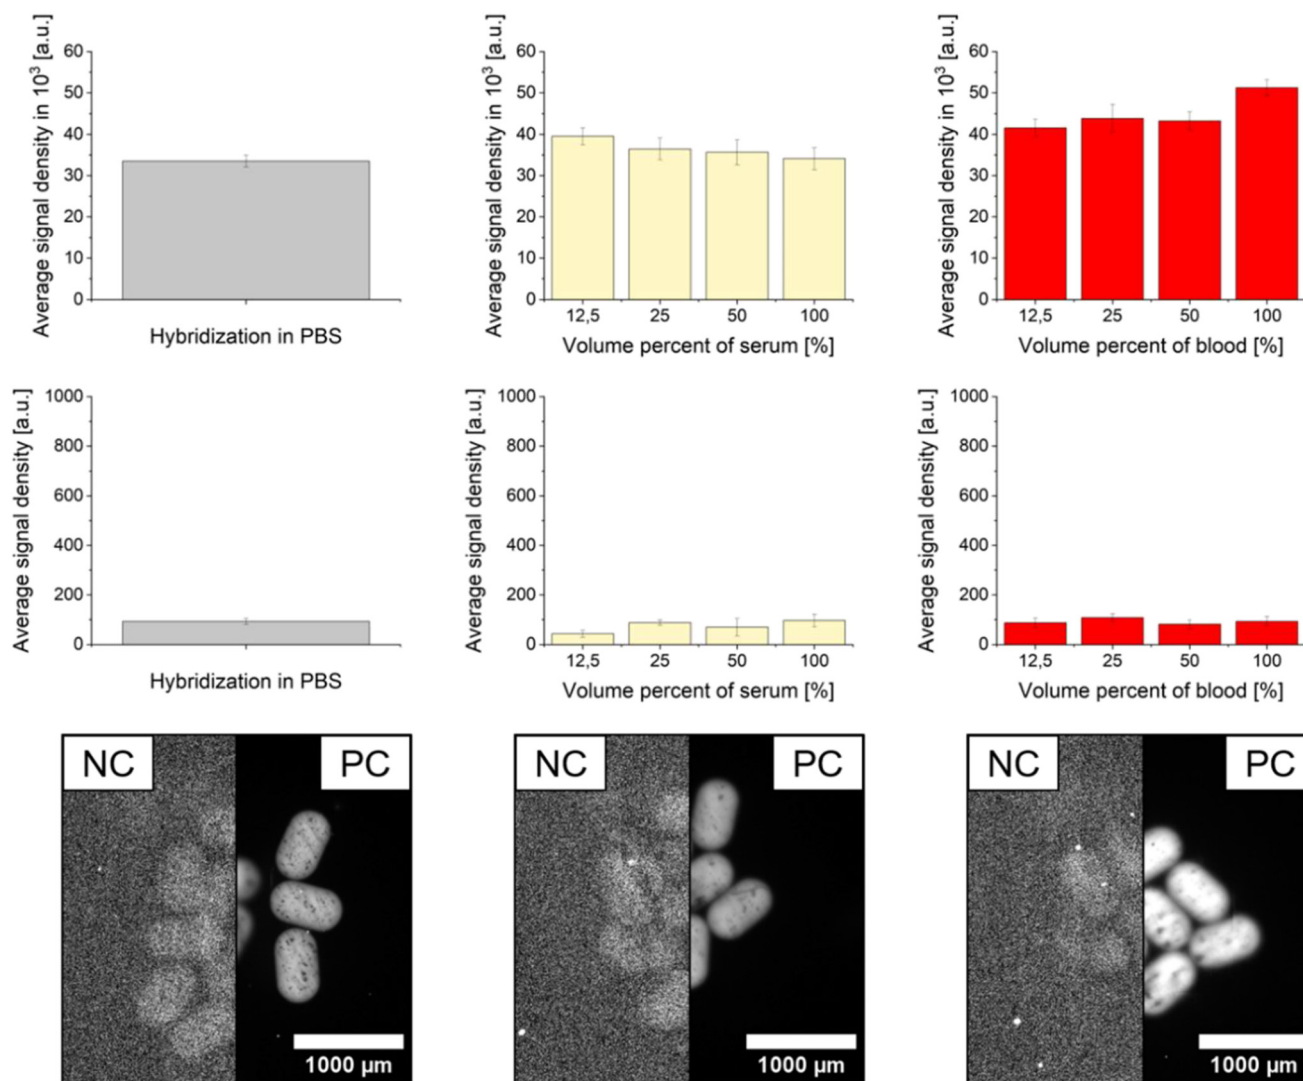 Average signal density in 10³ [a.u.]
60
50
40
30
20
10
0
Hybridization in PBS
Average signal density in 10³ [a.u.]
60
50
40
30
20
10
0
12,5 25 50 100
Volume percent of serum [%]
Average signal density in 10³ [a.u.]
60
50
40
30
20
10
0
12,5 25 50 100
Volume percent of blood [%]
Average signal density [a.u.]
1000
800
600
400
200
0
Hybridization in PBS
Average signal density [a.u.]
1000
800
600
400
200
0
12,5 25 50 100
Volume percent of serum [%]
Average signal density [a.u.]
1000
800
600
400
200
0
12,5 25 50 100
Volume percent of blood [%]
NC PC
1000 µm
NC PC
1000 µm
NC PC
1000 µm